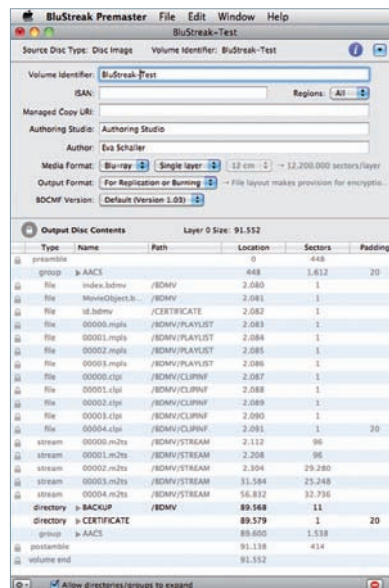 BluStreak Premaster File Edit Window Help
BluStreak-Test
Source Disc Type: Disc Image Volume Identifier: BluStreak-Test
Volume Identifier: BluStreak-Test
ISAN: Regions: All
Managed Copy URI:
Authoring Studio: Authoring Studio
Author: Eva Schaller
Media Format: Blu-ray Single layer 12 cm → 12.200.000 sectors/layer
Output Format: For Replication or Burning → File layout makes provision for encryptio...
BDCMF Version: Default (Version 1.03)
Output Disc Contents Layer 0 Size: 91.552
Type Name Path Location Sectors Padding
preamble 0 448
group AACS 448 1.612 20
file index.bdmv /BDMV 2.080 1
file MovieObject.b... /BDMV 2.081 1
file id.bdmv /CERTIFICATE 2.082 1
file 00000.mpls /BDMV/PLAYLIST 2.083 1
file 00001.mpls /BDMV/PLAYLIST 2.084 1
file 00002.mpls /BDMV/PLAYLIST 2.085 1
file 00003.mpls /BDMV/PLAYLIST 2.086 1
file 00000.clpi /BDMV/CLIPINF 2.087 1
file 00001.clpi /BDMV/CLIPINF 2.088 1
file 00002.clpi /BDMV/CLIPINF 2.089 1
file 00003.clpi /BDMV/CLIPINF 2.090 1
file 00004.clpi /BDMV/CLIPINF 2.091 1 20
stream 00000.m2ts /BDMV/STREAM 2.112 96
stream 00001.m2ts /BDMV/STREAM 2.208 96
stream 00002.m2ts /BDMV/STREAM 2.304 29.280
stream 00003.m2ts /BDMV/STREAM 31.584 25.248
stream 00004.m2ts /BDMV/STREAM 56.832 32.736
directory BACKUP /BDMV 89.568 11
directory CERTIFICATE 89.579 1 20
group AACS 89.600 1.538
postamble 91.138 414
volume end 91.552
Allow directories/groups to expand